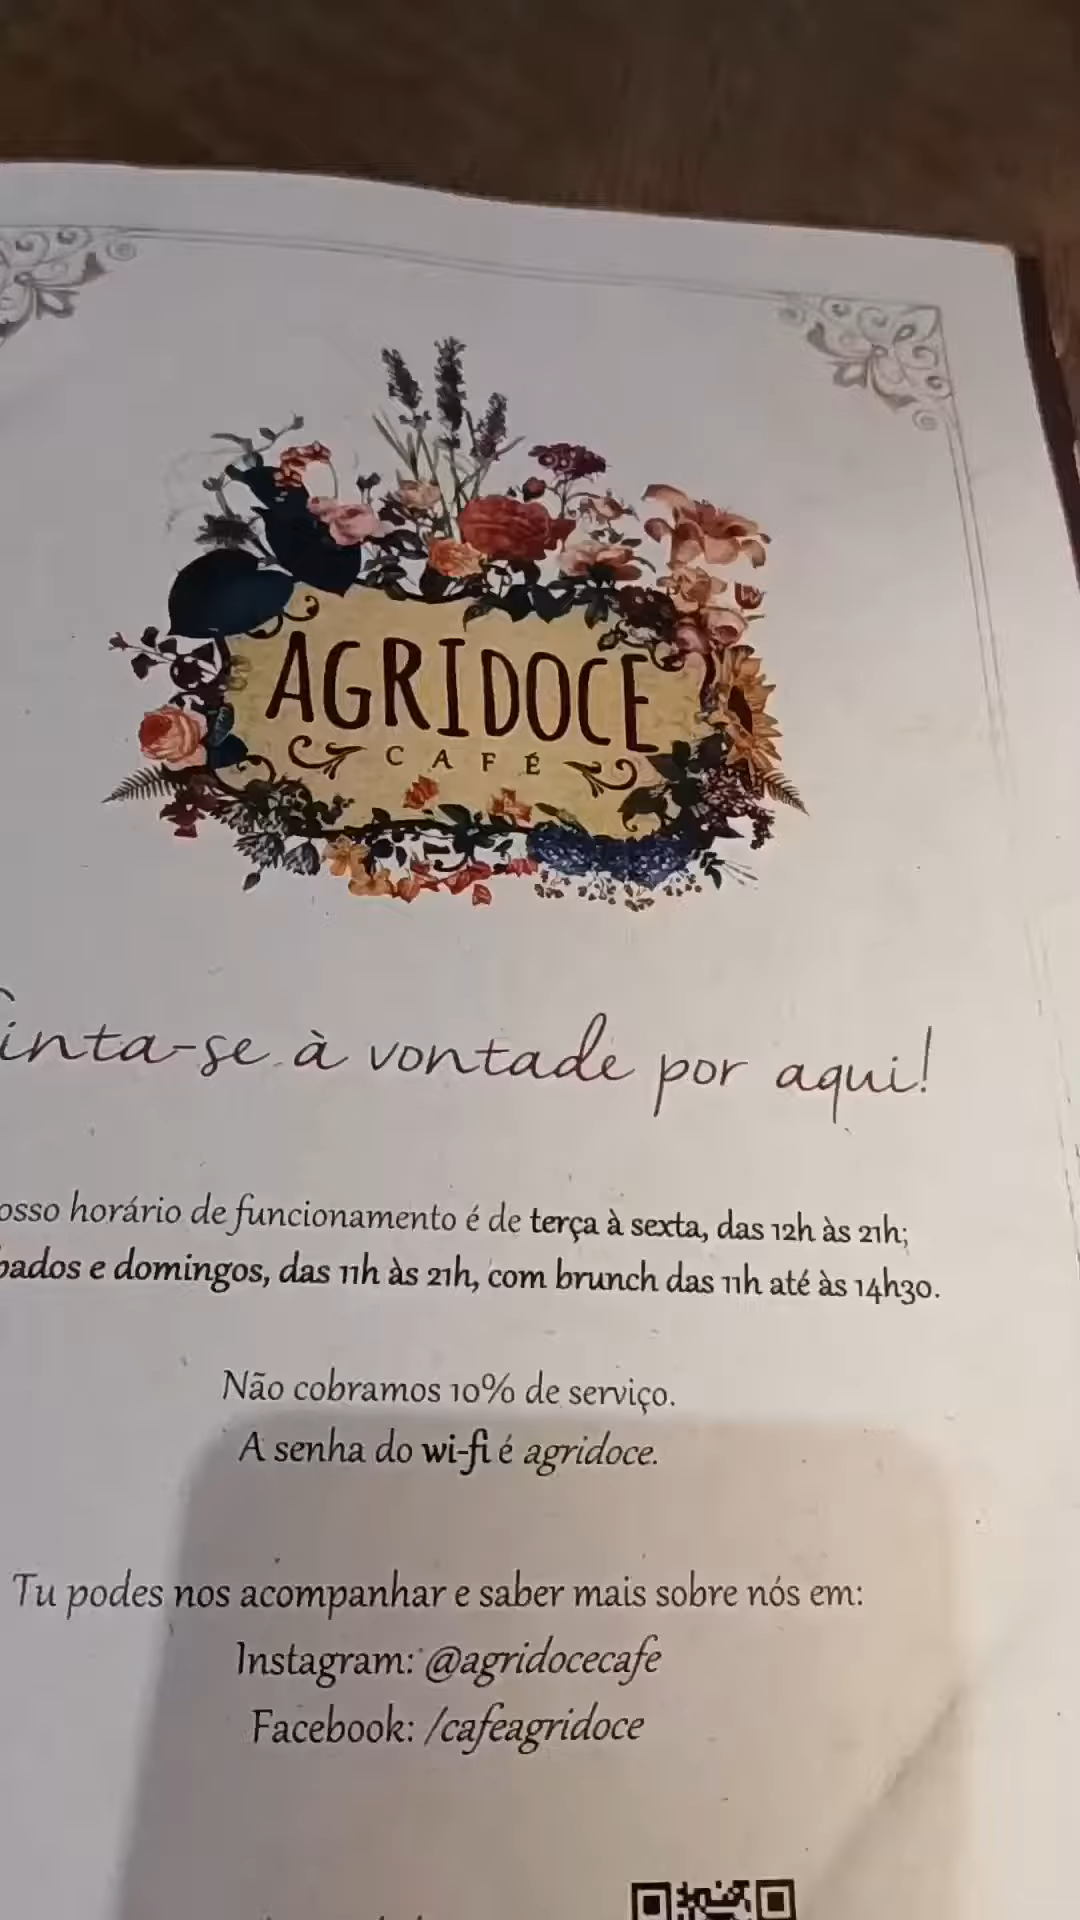 AGRIDOCE
CAFÉ
inta-se à vontade por aqui!
osso horário de funcionamento é de terça à sexta, das 12h às 21h;
bados e domingos, das 11h às 21h, com brunch das 11h até às 14h30.
Não cobramos 10% de serviço.
A senha do wi-fi é agridoce.
Tu podes nos acompanhar e saber mais sobre nós em:
Instagram: @agridocecafe
Facebook: /cafeagridoce